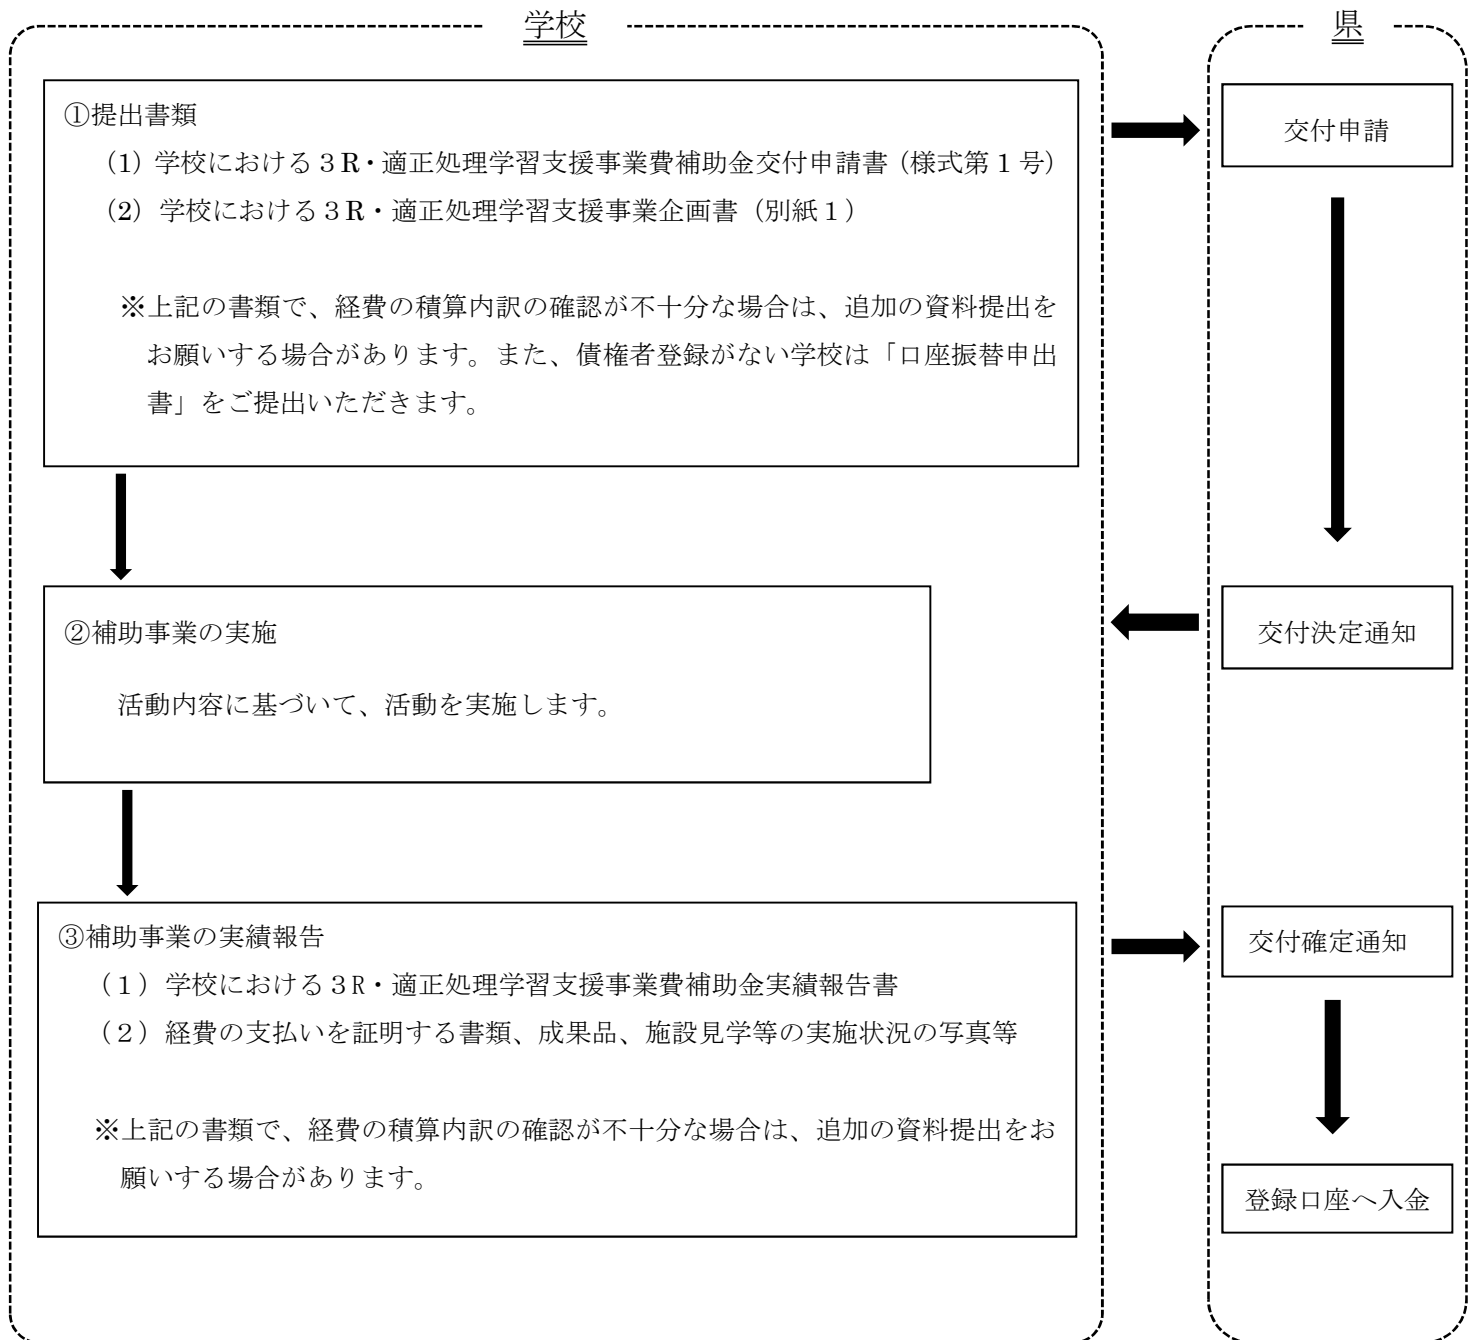 学校
①提出書類
(1) 学校における３R・適正処理学習支援事業費補助金交付申請書（様式第１号）
(2) 学校における３R・適正処理学習支援事業企画書（別紙１）
※上記の書類で、経費の積算内訳の確認が不十分な場合は、追加の資料提出を
お願いする場合があります。また、債権者登録がない学校は「口座振替申出
書」をご提出いただきます。
②補助事業の実施
活動内容に基づいて、活動を実施します。
③補助事業の実績報告
（１）学校における３R・適正処理学習支援事業費補助金実績報告書
（２）経費の支払いを証明する書類、成果品、施設見学等の実施状況の写真等
※上記の書類で、経費の積算内訳の確認が不十分な場合は、追加の資料提出をお
願いする場合があります。
県
交付申請
交付決定通知
交付確定通知
登録口座へ入金